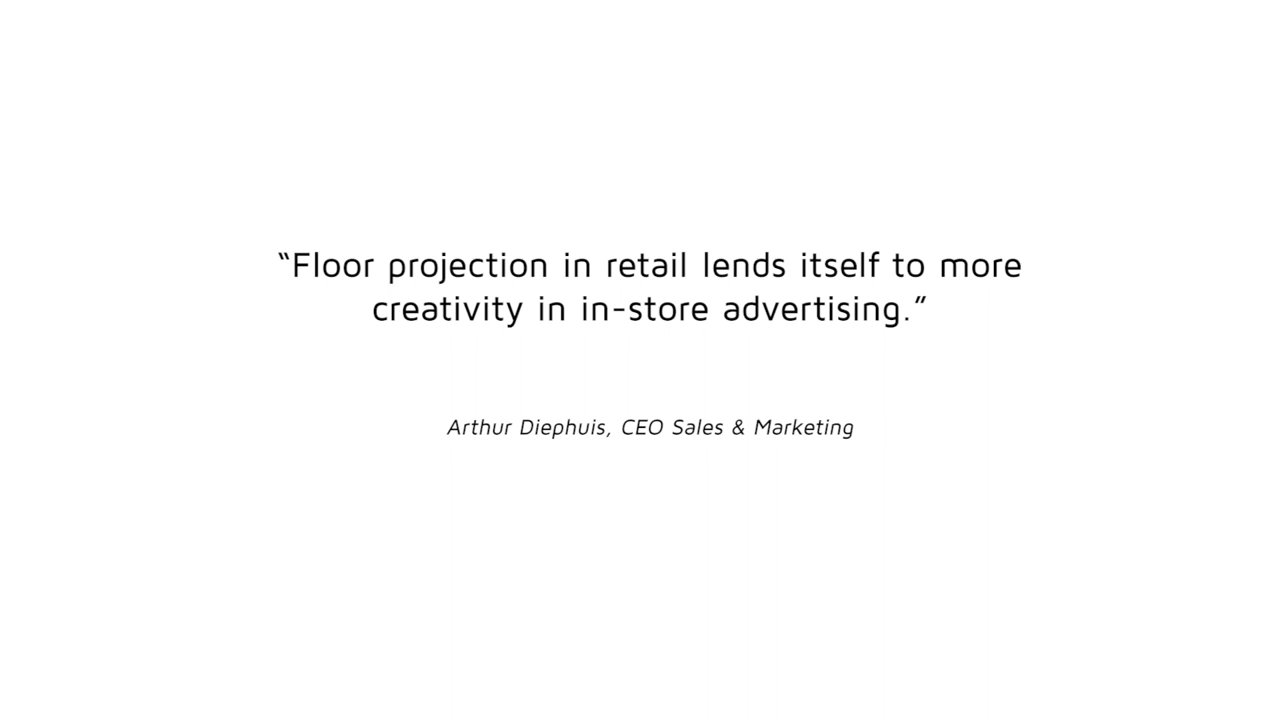 “Floor projection in retail lends itself to more
creativity in in-store advertising.”
Arthur Diephuis, CEO Sales & Marketing